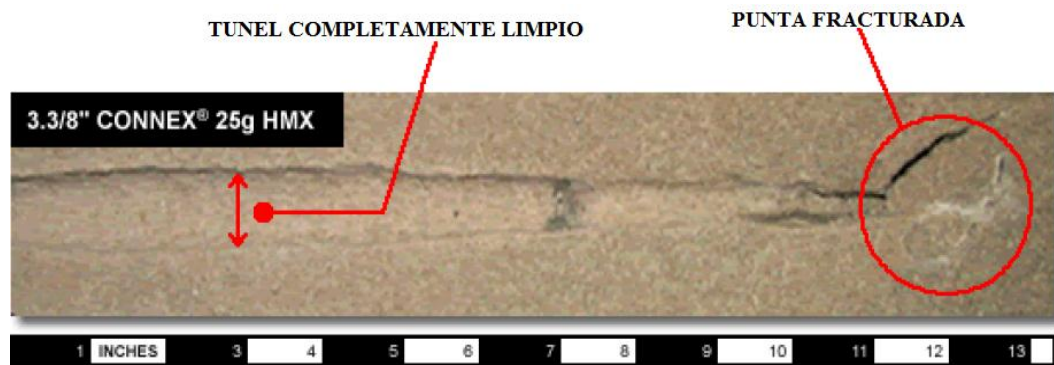 TUNEL COMPLETAMENTE LIMPIO
PUNTA FRACTURADA
3.3/8" CONNEX® 25g HMX
1 INCHES 3 4 5 6 7 8 9 10 11 12 13